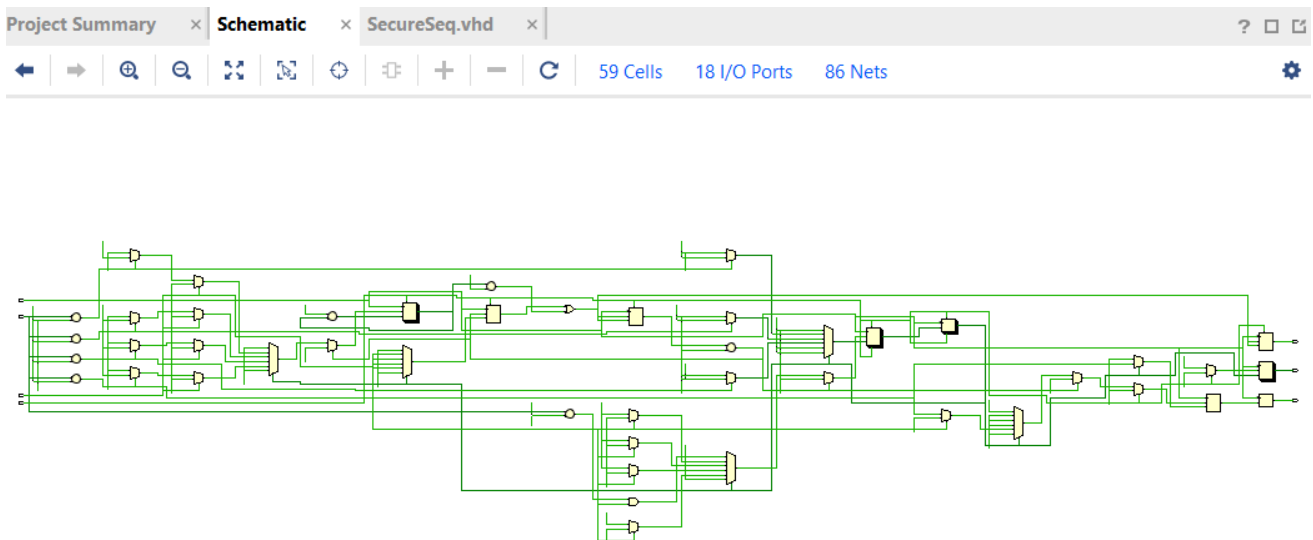 Project Summary × Schematic × SecureSeq.vhd × ?
59 Cells 18 I/O Ports 86 Nets